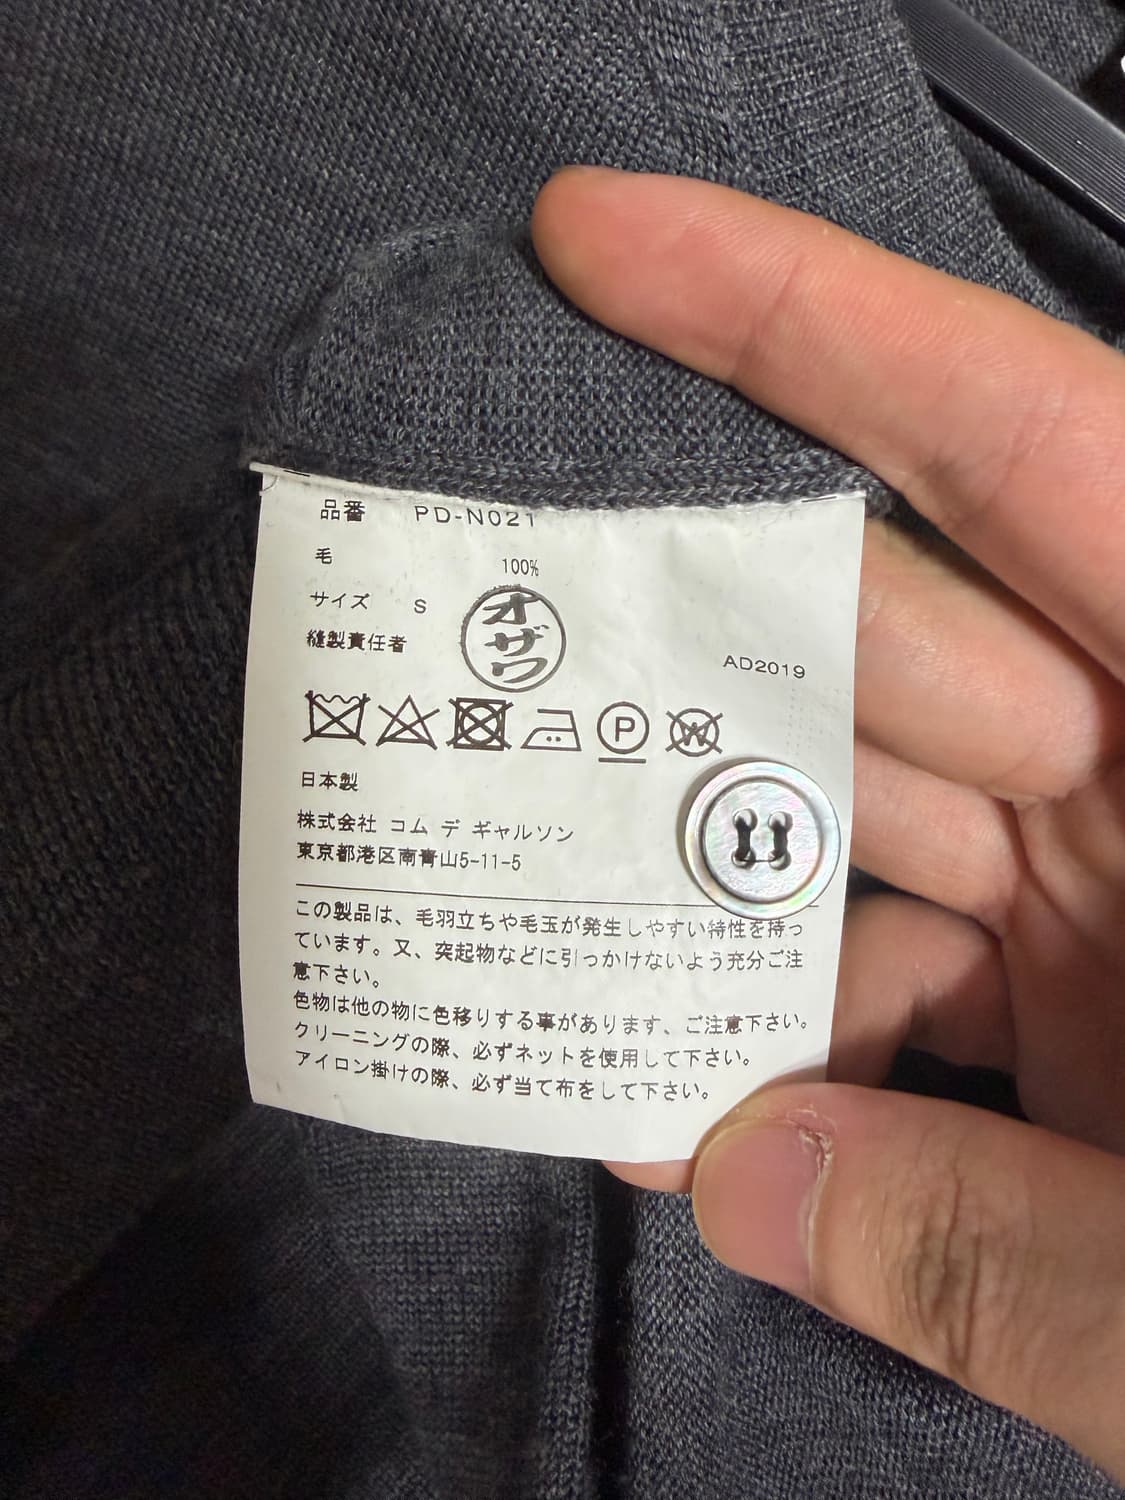 品番 PD-N021
毛 100%
サイズ S
縫製責任者 オザワ
AD2019
P
W
日本製
株式会社 コム デ ギャルソン
東京都港区南青山5-11-5
この製品は、毛羽立ちや毛玉が発生しやすい特性を持っ
ています。又、突起物などに引っかけないよう充分ご注
意下さい。
色物は他の物に色移りする事があります、ご注意下さい。
クリーニングの際、必ずネットを使用して下さい。
アイロン掛けの際、必ず当て布をして下さい。